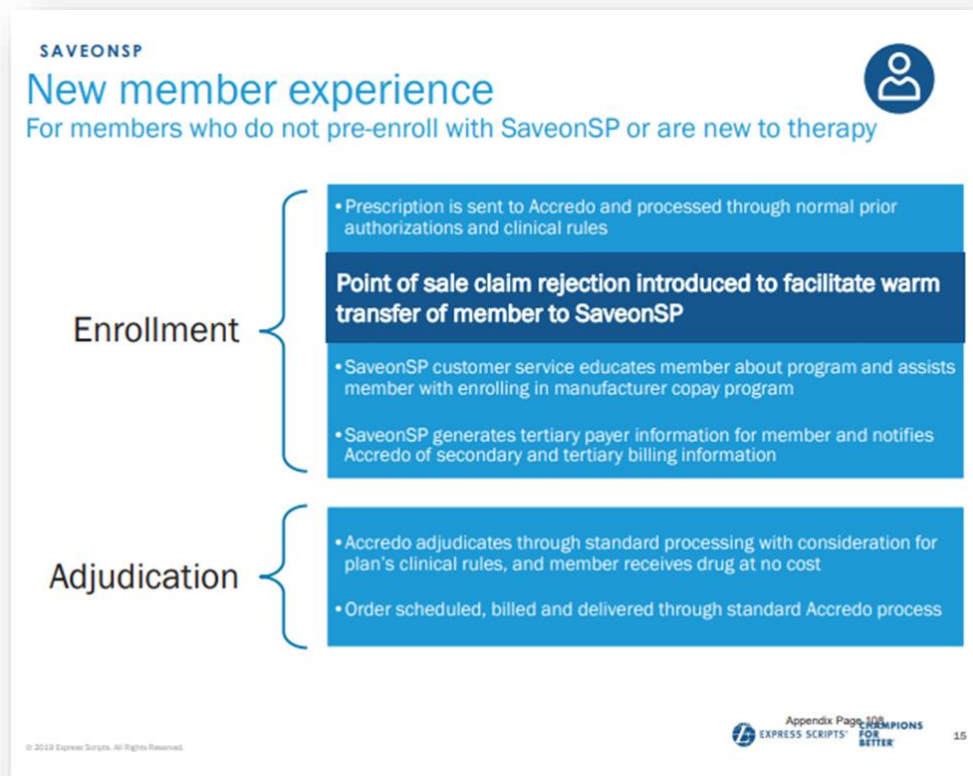 SAVEONSP
New member experience
For members who do not pre-enroll with SaveonSP or are new to therapy
Enrollment
•Prescription is sent to Accredo and processed through normal prior
authorizations and clinical rules
Point of sale claim rejection introduced to facilitate warm
transfer of member to SaveonSP
•SaveonSP customer service educates member about program and assists
member with enrolling in manufacturer copay program
•SaveonSP generates tertiary payer information for member and notifies
Accredo of secondary and tertiary billing information
Adjudication
•Accredo adjudicates through standard processing with consideration for
plan's clinical rules, and member receives drug at no cost
•Order scheduled, billed and delivered through standard Accredo process
© 2019 Express Scripts. All Rights Reserved.
Appendix Page 108
EXPRESS SCRIPTS®
CHAMPIONS
FOR
BETTER
15